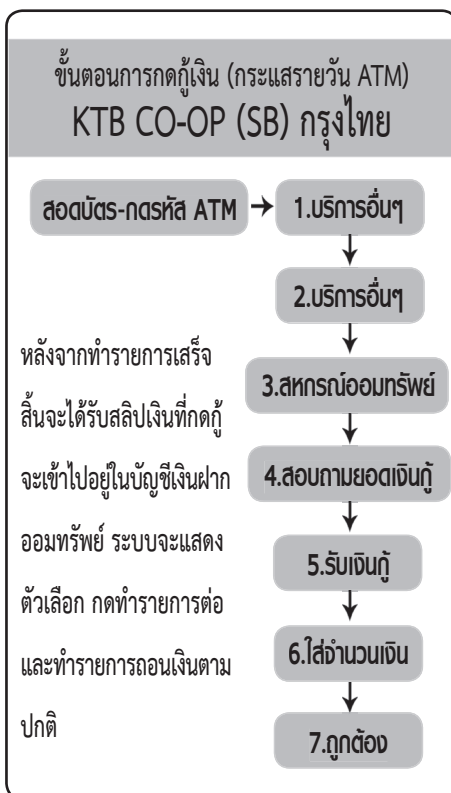 ขั้นตอนการกดกู้เงิน (กระแสรายวัน ATM)
KTB CO-OP (SB) กรุงไทย
สอดบัตร-กดรหัส ATM
1.บริการอื่นๆ
2.บริการอื่นๆ
3.สหกรณ์ออมทรัพย์
4.สอบถามยอดเงินกู้
5.รับเงินกู้
6.ใส่จำนวนเงิน
7.ถูกต้อง
หลังจากทำรายการเสร็จ
สิ้นจะได้รับสลิปเงินที่กดกู้
จะเข้าไปอยู่ในบัญชีเงินฝาก
ออมทรัพย์ ระบบจะแสดง
ตัวเลือก กดทำรายการต่อ
และทำรายการถอนเงินตาม
ปกติ